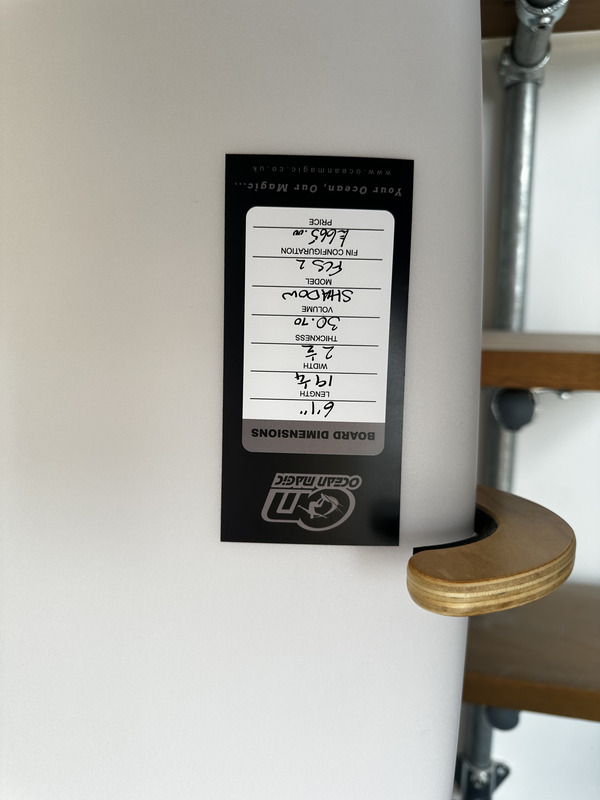 OCEAN MAGIC
BOARD DIMENSIONS
6'1"
LENGTH
19 1/4
WIDTH
2 1/2
THICKNESS
30.70
VOLUME
SHADOW
MODEL
FCS 2
FIN CONFIGURATION
£665.00
PRICE
Your Ocean, Our Magic...
www.oceanmagic.co.uk